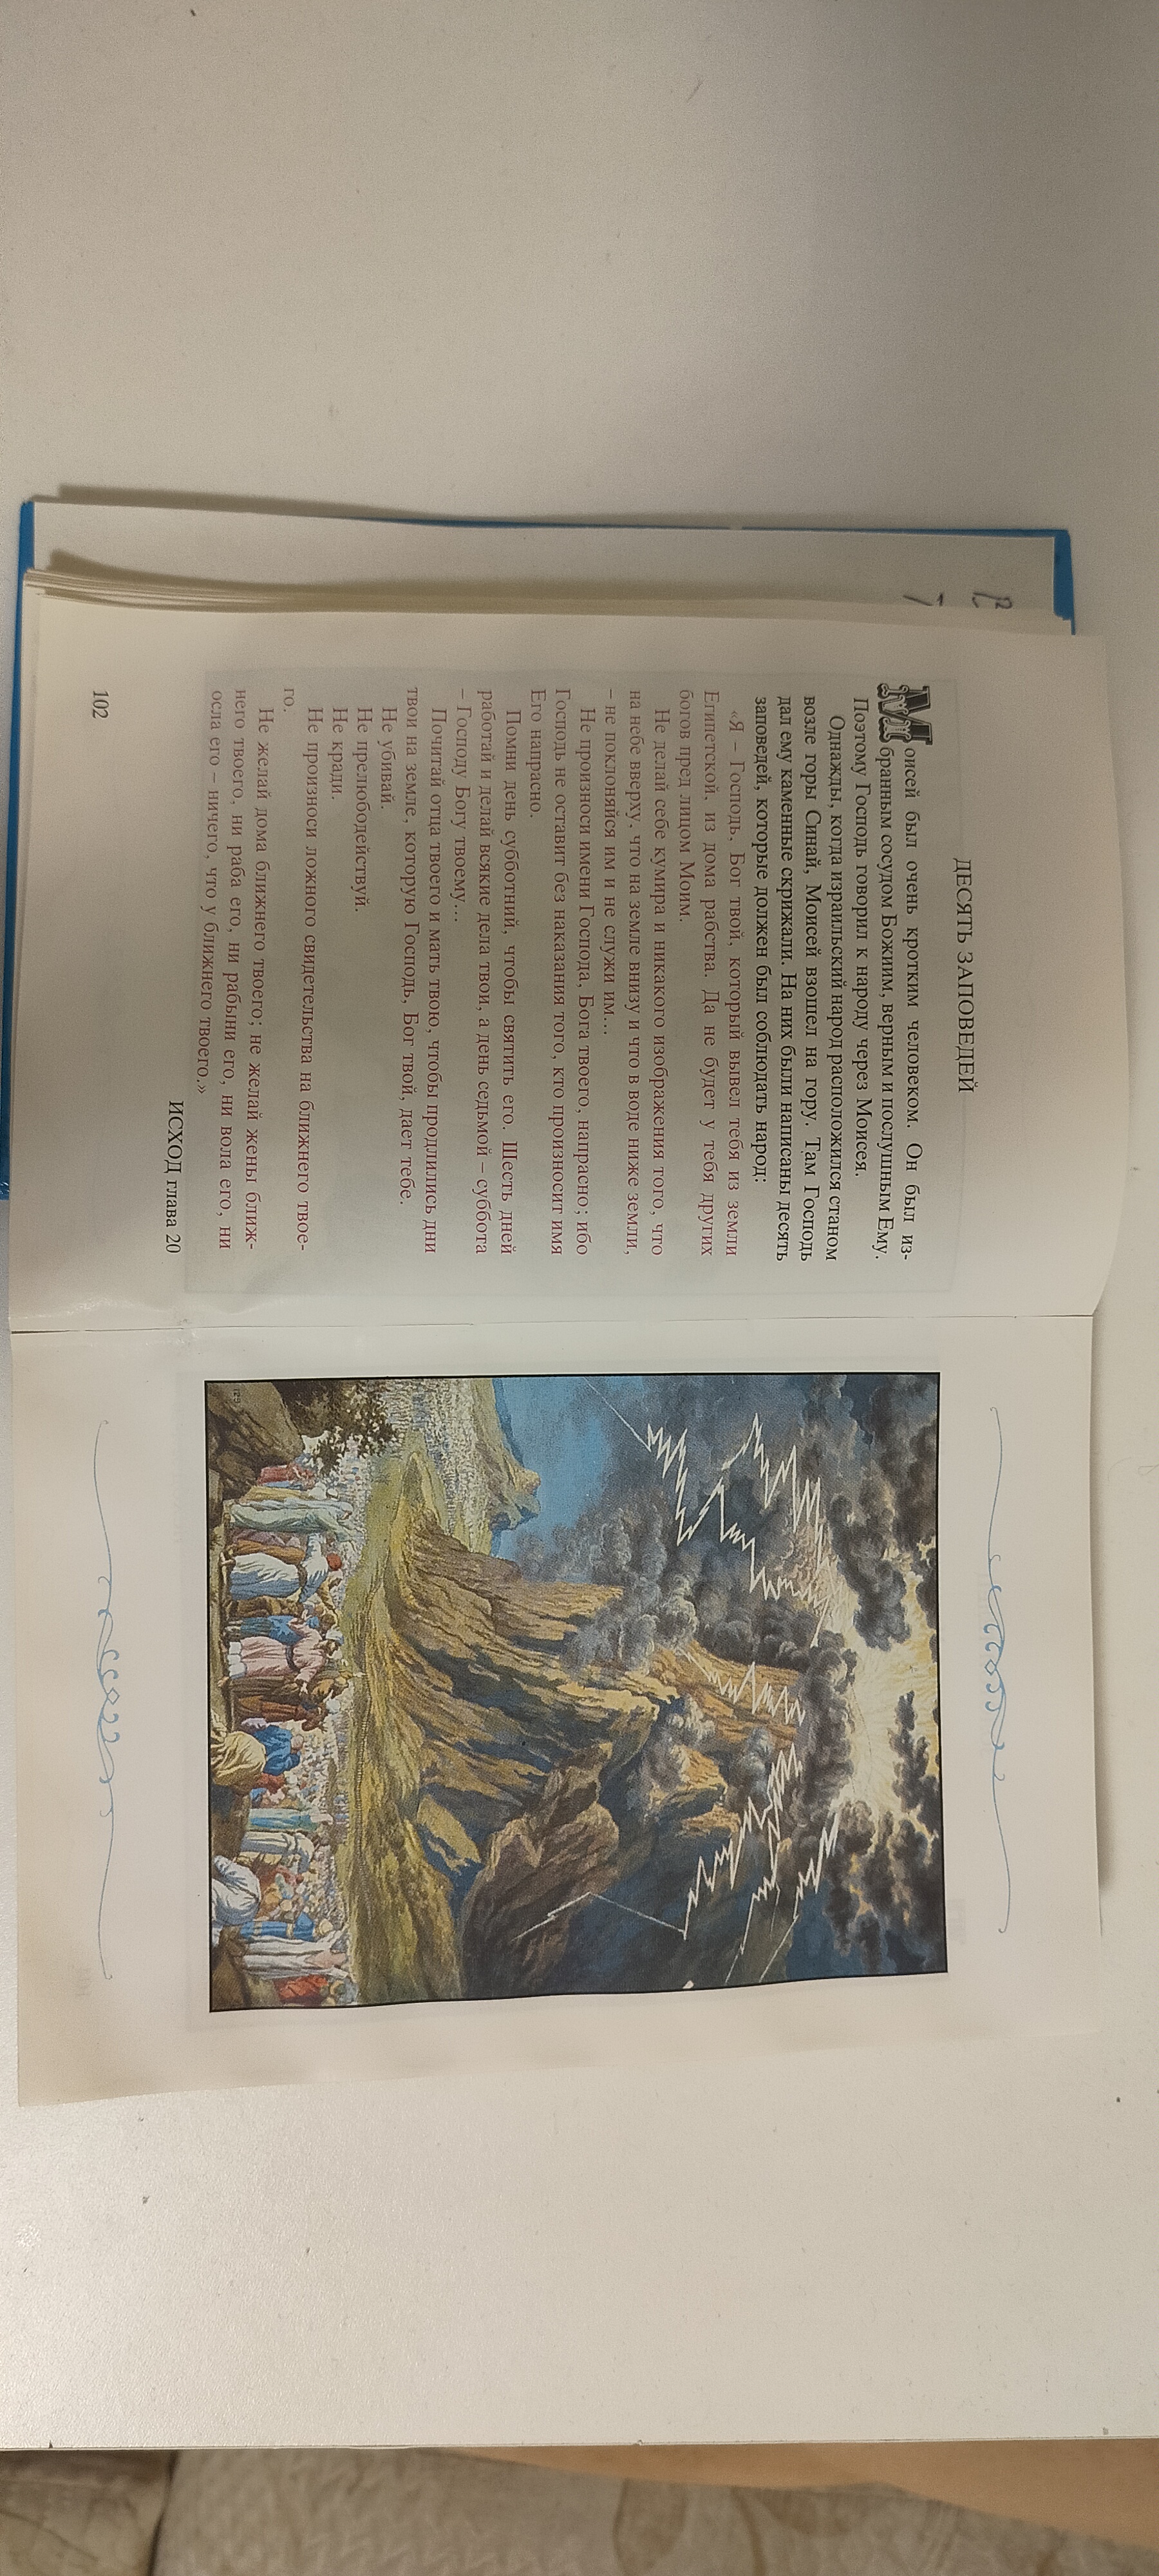 ДЕСЯТЬ ЗАПОВЕДЕЙ
Моисей был очень кротким человеком. Он был из-
бранным сосудом Божиим, верным и послушным Ему.
Поэтому Господь говорил к народу через Моисея.
Однажды, когда израильский народ расположился станом
возле горы Синай, Моисей взошел на гору. Там Господь
дал ему каменные скрижали. На них были написаны десять
заповедей, которые должен был соблюдать народ:
«Я – Господь, Бог твой, который вывел тебя из земли
Египетской, из дома рабства. Да не будет у тебя других
богов пред лицом Моим.
Не делай себе кумира и никакого изображения того, что
на небе вверху, что на земле внизу и что в воде ниже земли,
– не поклоняйся им и не служи им...
Не произноси имени Господа, Бога твоего, напрасно; ибо
Господь не оставит без наказания того, кто произносит имя
Его напрасно.
Помни день субботний, чтобы святить его. Шесть дней
работай и делай всякие дела твои, а день седьмой – суббота
– Господу Богу твоему...
Почитай отца твоего и мать твою, чтобы продлились дни
твои на земле, которую Господь, Бог твой, дает тебе.
Не убивай.
Не прелюбодействуй.
Не кради.
Не произноси ложного свидетельства на ближнего твое-
го.
Не желай дома ближнего твоего; не желай жены ближ-
него твоего, ни раба его, ни рабыни его, ни вола его, ни
осла его – ничего, что у ближнего твоего.»
ИСХОД глава 20
102